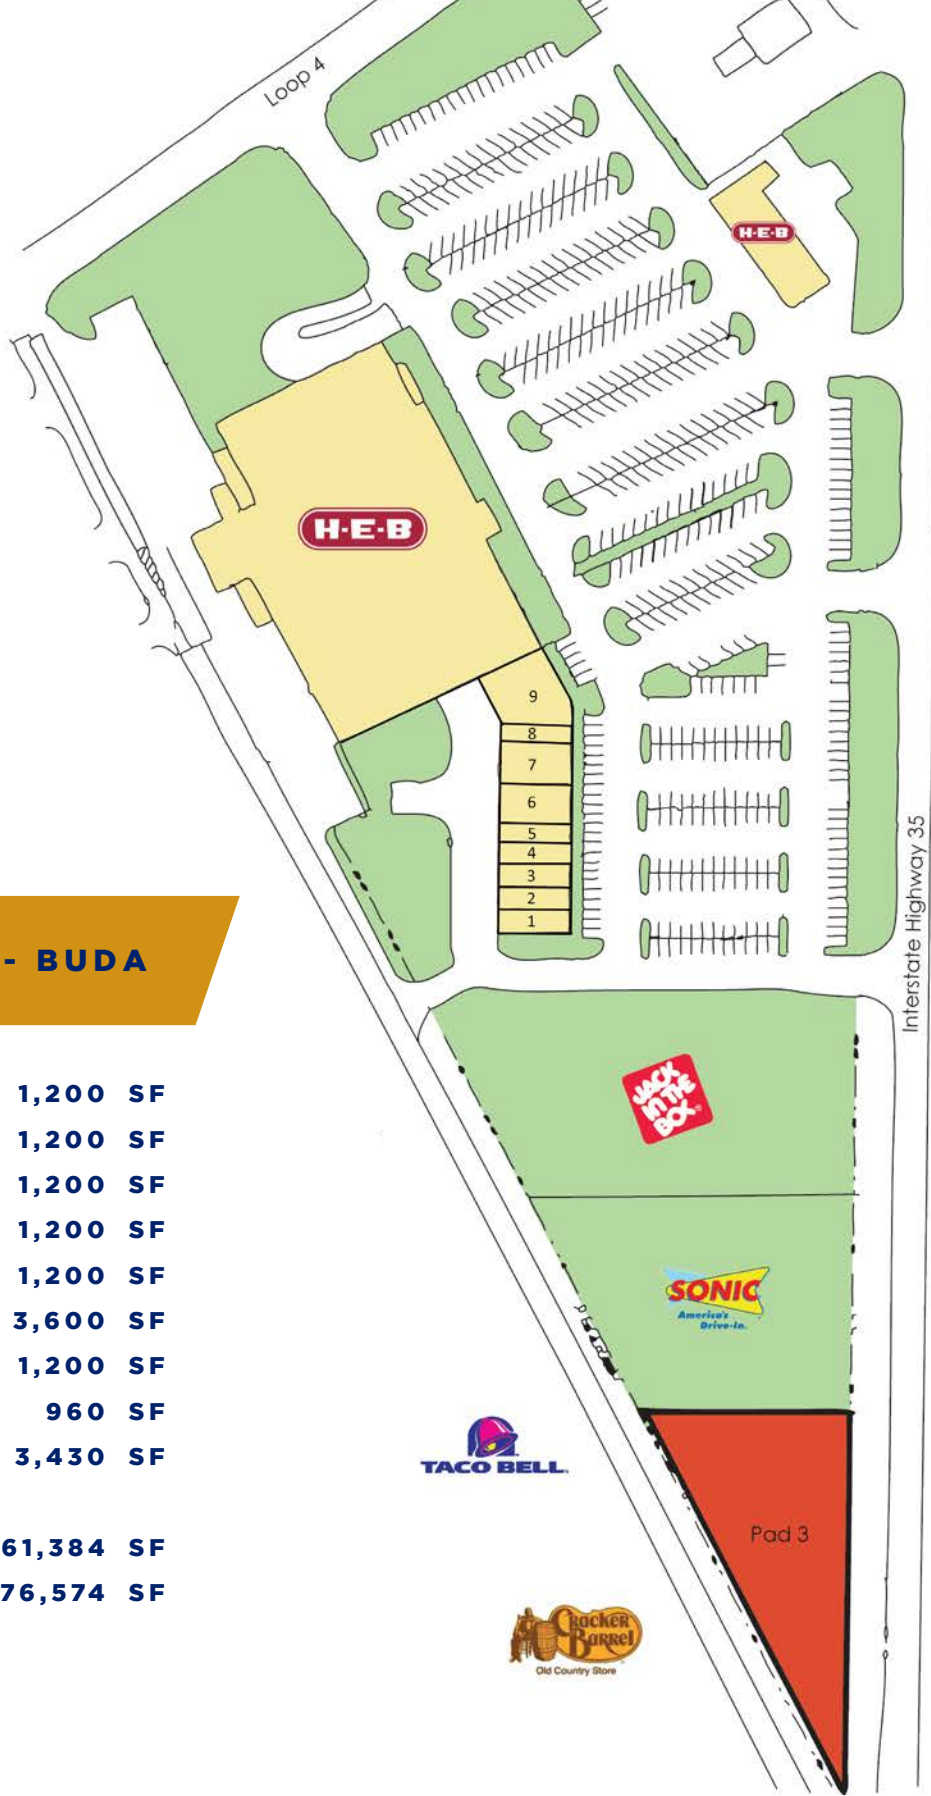 Loop 4
H-E-B
H-E-B
9
8
7
6
5
4
3
2
1
Interstate Highway 35
- BUDA
1,200 SF
1,200 SF
1,200 SF
1,200 SF
1,200 SF
3,600 SF
1,200 SF
960 SF
3,430 SF
61,384 SF
76,574 SF
JACK
IN THE
BOX
SONIC
America's
Drive-In.
TACO BELL
Pad 3
Cracker
Barrel
Old Country Store